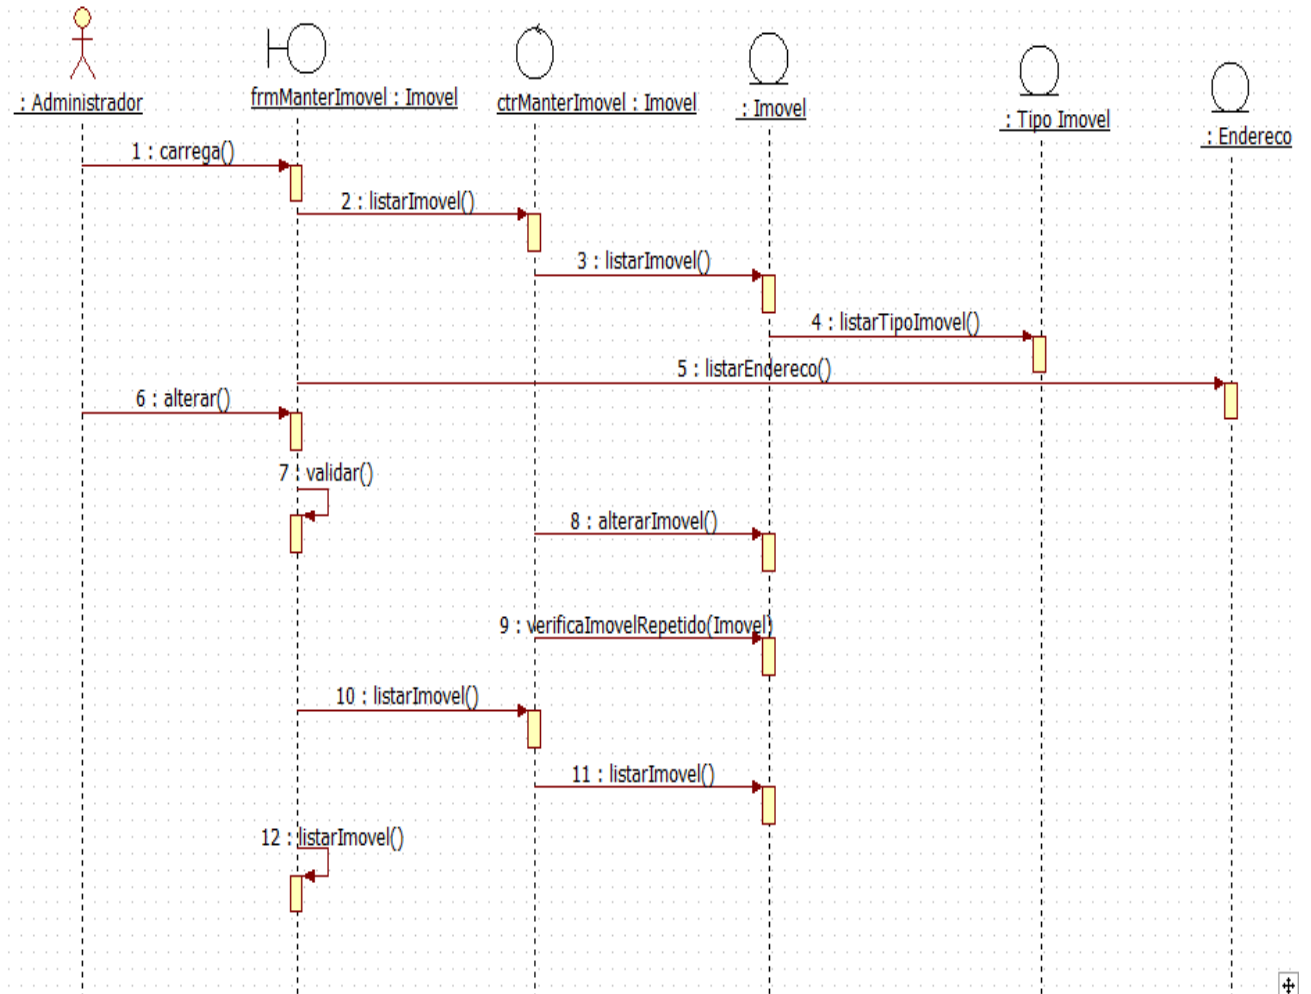 : Administrador
frmManterImovel : Imovel
ctrManterImovel : Imovel
: Imovel
: Tipo Imovel
: Endereco
1 : carrega()
2 : listarImovel()
3 : listarImovel()
4 : listarTipoImovel()
5 : listarEndereco()
6 : alterar()
7 : validar()
8 : alterarImovel()
9 : verificaImovelRepetido(Imovel)
10 : listarImovel()
11 : listarImovel()
12 : listarImovel()